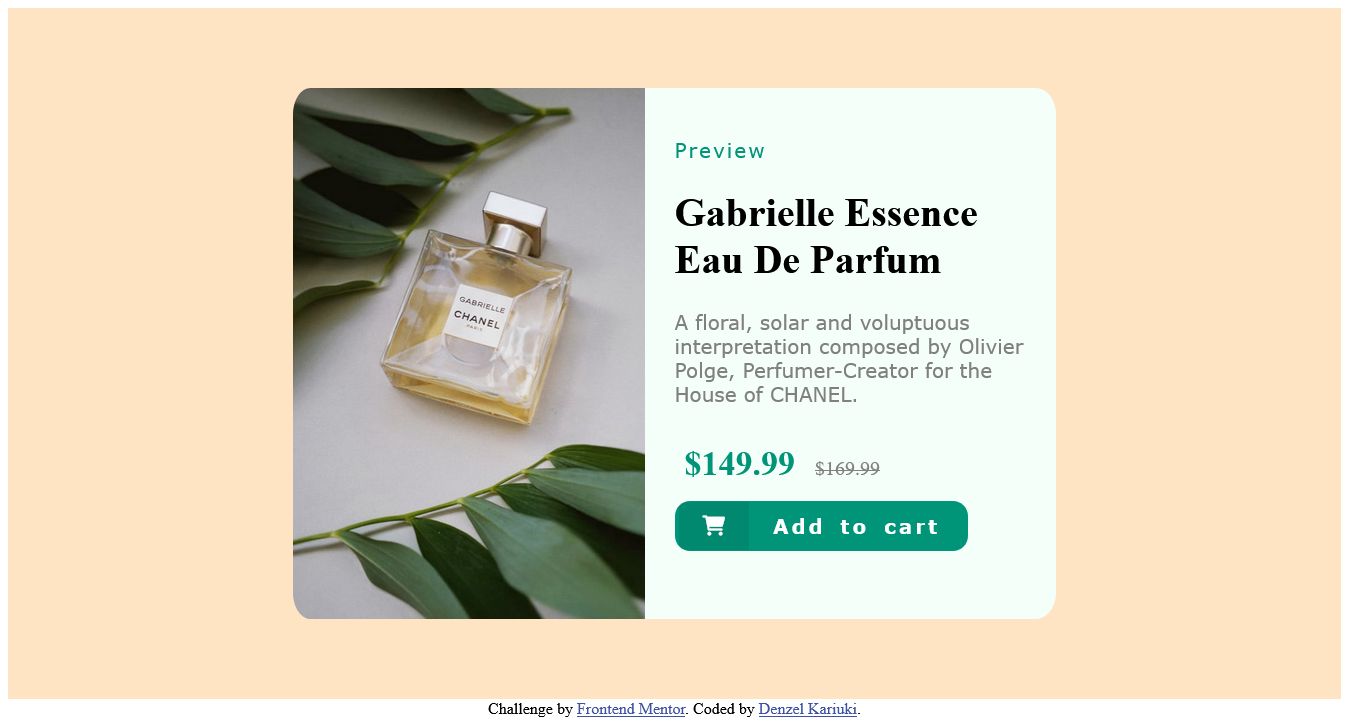 GABRIELLE
CHANEL
PARIS
Preview
Gabrielle Essence
Eau De Parfum
A floral, solar and voluptuous
interpretation composed by Olivier
Polge, Perfumer-Creator for the
House of CHANEL.
$149.99 $169.99
Add to cart
Challenge by Frontend Mentor. Coded by Denzel Kariuki.